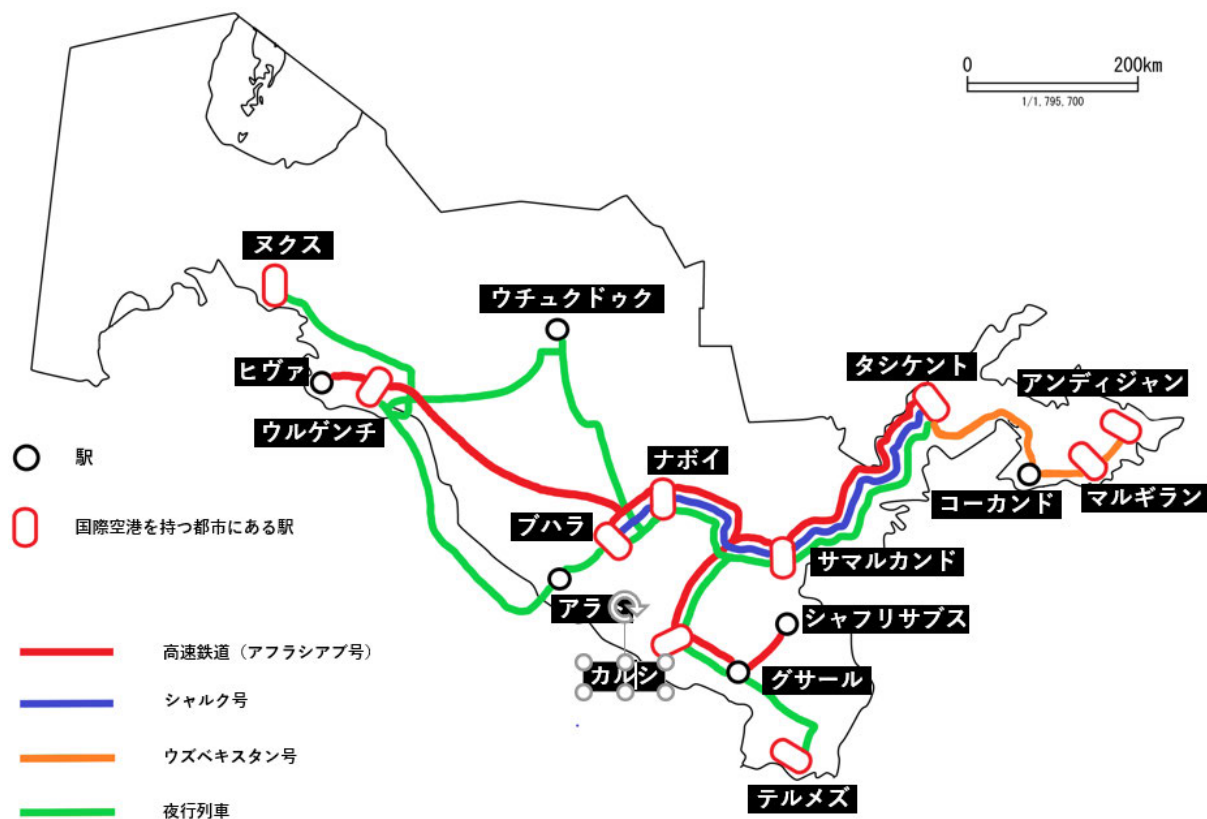 0 200km
1/1,795,700
ヌクス
ウチュクドゥク
ヒヴァ
タシケント
アンディジャン
ウルゲンチ
駅
ナボイ
コーカンド
マルギラン
国際空港を持つ都市にある駅
ブハラ
サマルカンド
アラト
シャフリサブス
高速鉄道（アフラシアブ号）
カルシ
グサール
シャルク号
ウズベキスタン号
テルメズ
夜行列車